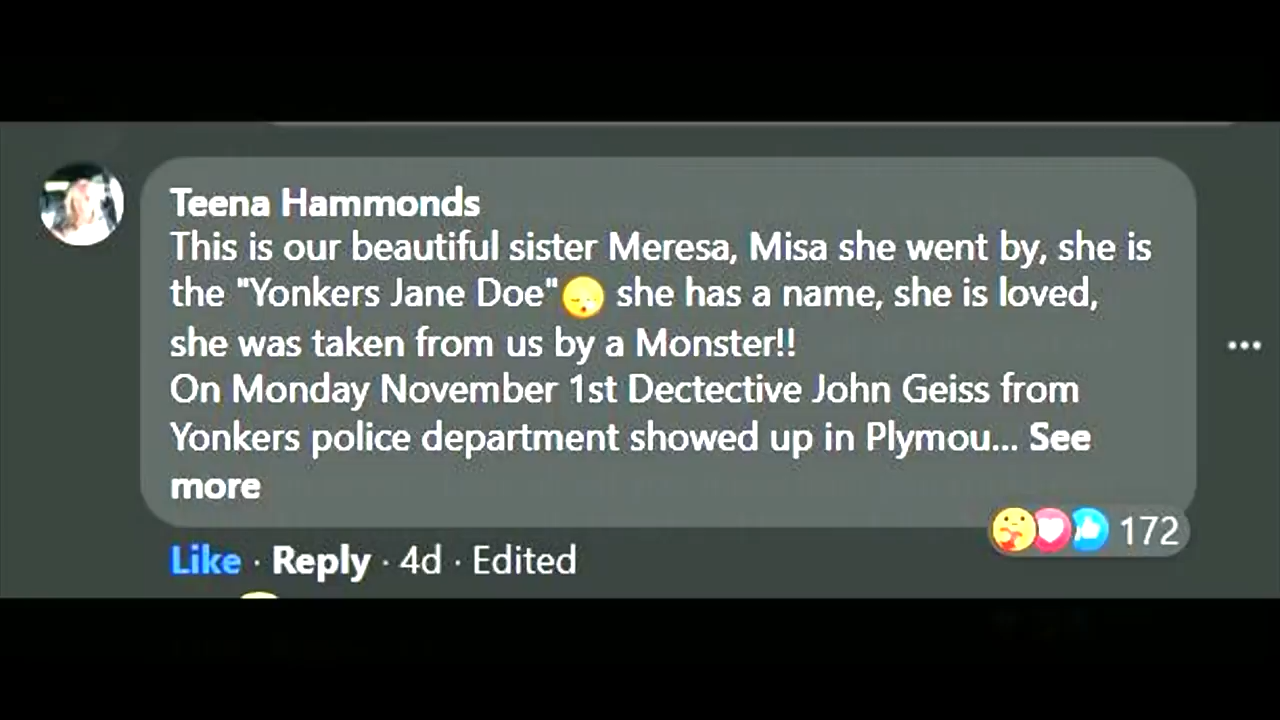 Teena Hammonds
This is our beautiful sister Meresa, Misa she went by, she is
the "Yonkers Jane Doe"😪 she has a name, she is loved,
she was taken from us by a Monster!!
On Monday November 1st Dectective John Geiss from
Yonkers police department showed up in Plymou... See
more
172
Like · Reply · 4d · Edited